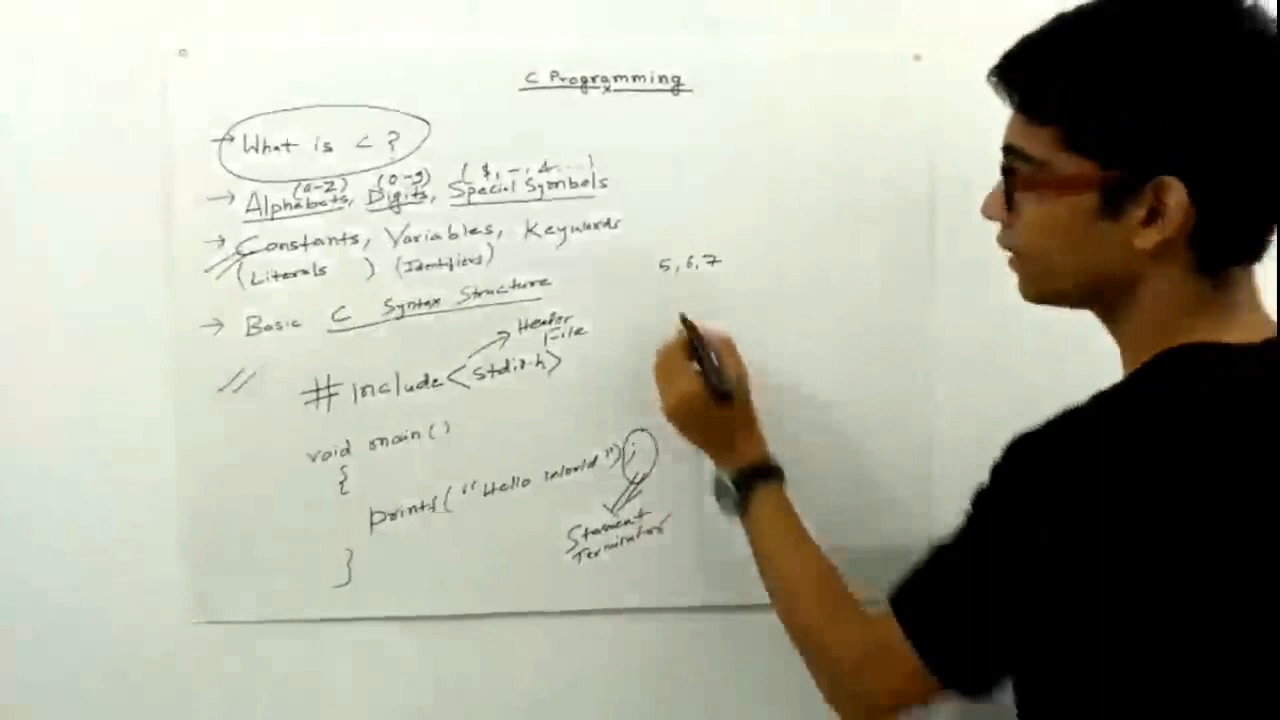 C Programming
→ What is C ?
(a-z) (0-9) ( $, -, & ... )
→ Alphabets, Digits, Special Symbols
→ Constants, Variables, Keywords
(Literals ) (Identifiers)
→ Basic C Syntax Structure
Header
File
// #include <stdio.h>
void main()
{
printf("Hello World");
}
Stament
Terminator
5, 6, 7